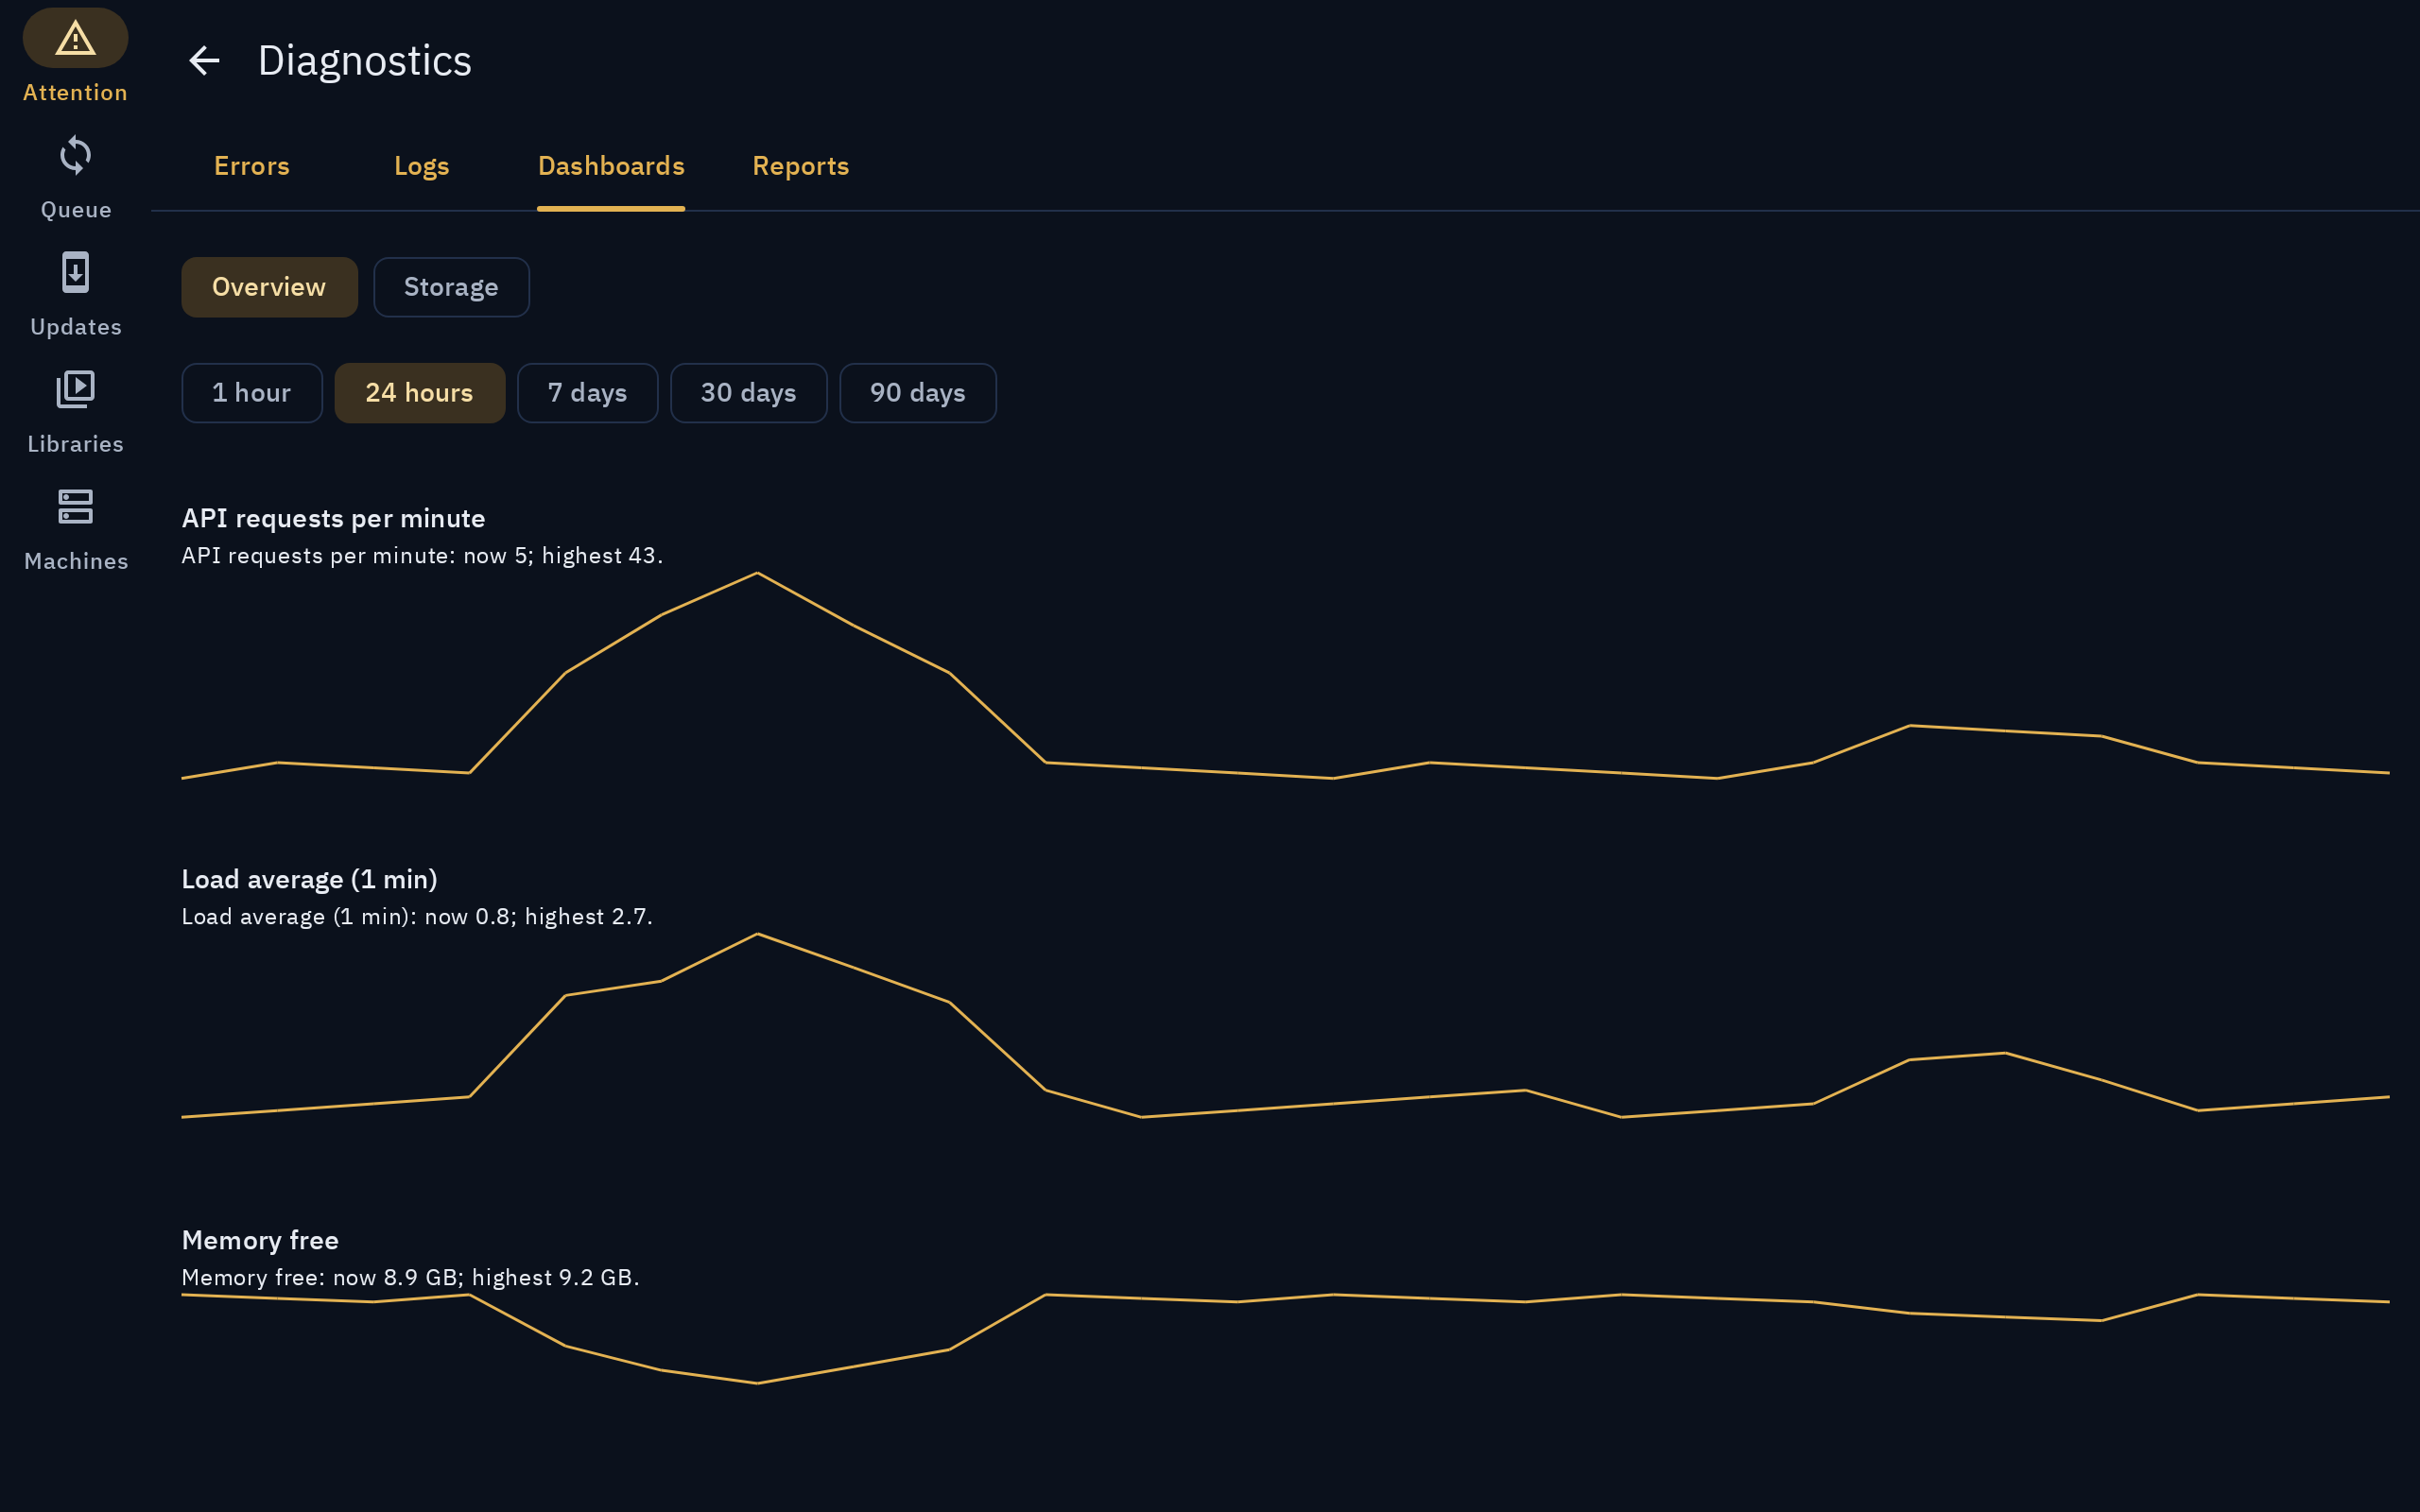 Attention
Queue
Updates
Libraries
Machines
Diagnostics
Errors Logs Dashboards Reports
Overview Storage
1 hour 24 hours 7 days 30 days 90 days
API requests per minute
API requests per minute: now 5; highest 43.
Load average (1 min)
Load average (1 min): now 0.8; highest 2.7.
Memory free
Memory free: now 8.9 GB; highest 9.2 GB.